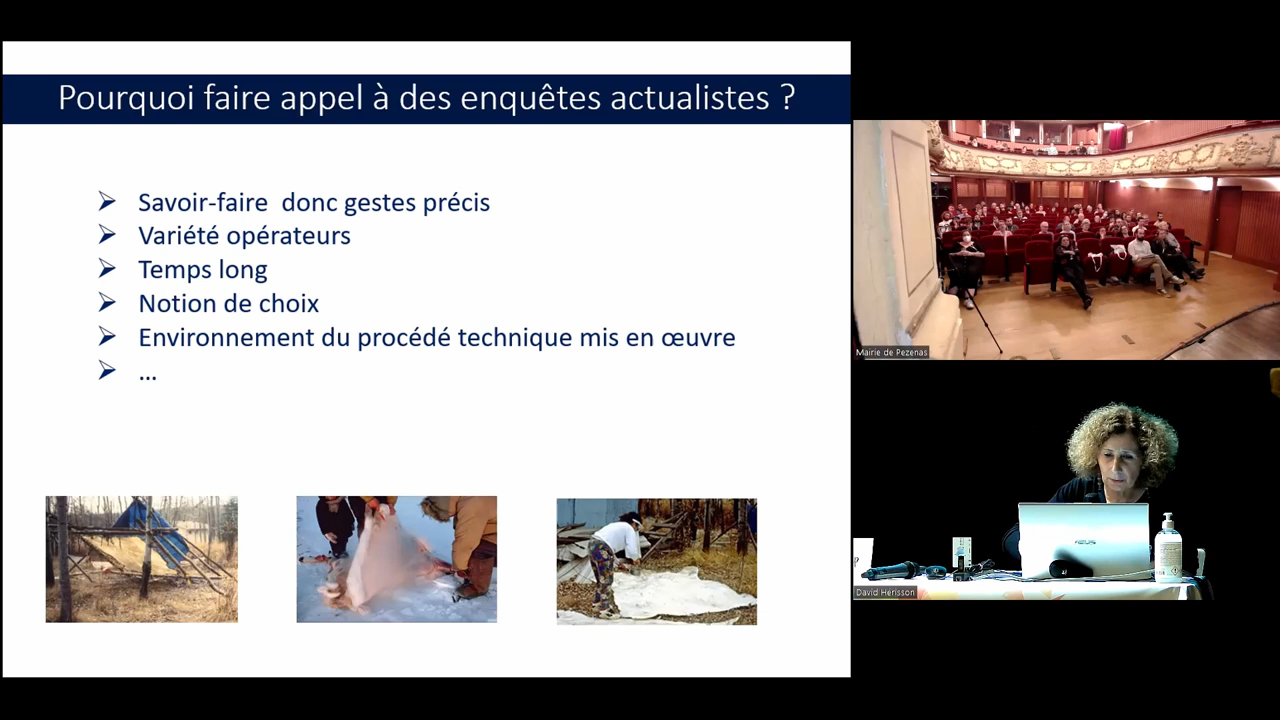 Pourquoi faire appel à des enquêtes actualistes ?
Savoir-faire donc gestes précis
Variété opérateurs
Temps long
Notion de choix
Environnement du procédé technique mis en œuvre
...
Mairie de Pezenas
ASUS
David Hérisson